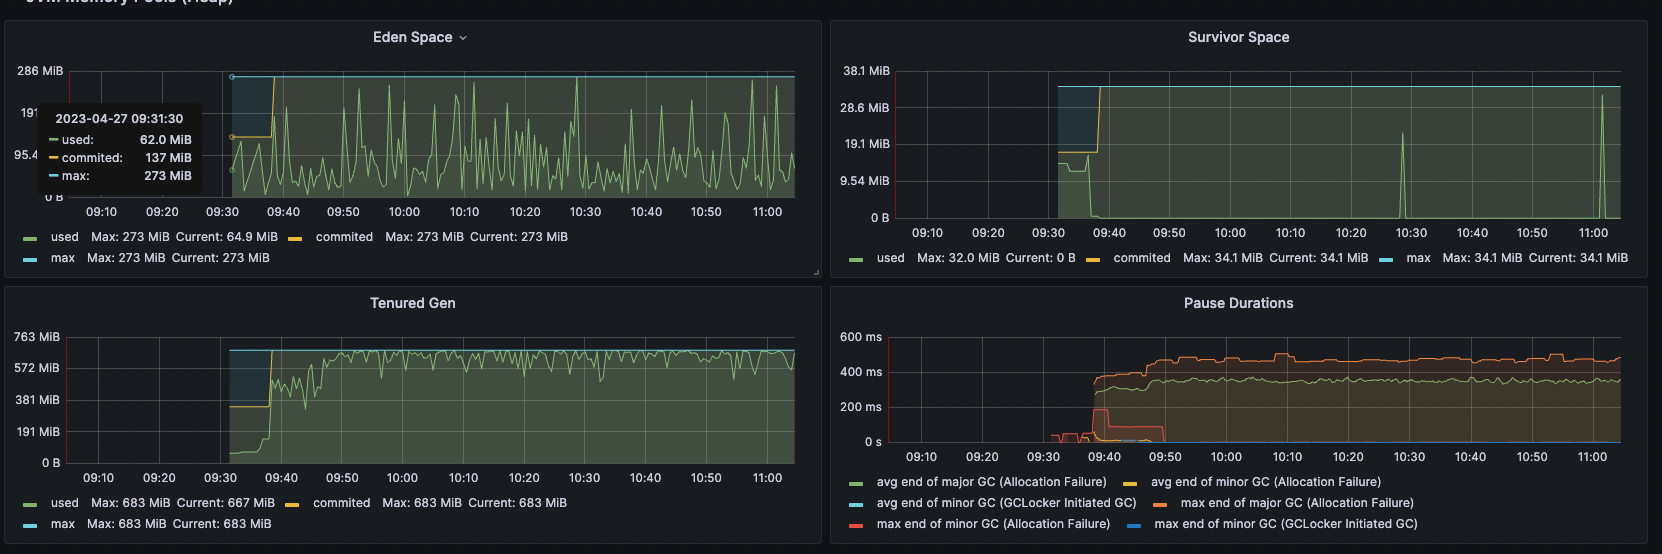 JVM Memory Pools (Heap)
Eden Space
286 MiB
191
95.4
0 B
2023-04-27 09:31:30
used: 62.0 MiB
commited: 137 MiB
max: 273 MiB
09:10 09:20 09:30 09:40 09:50 10:00 10:10 10:20 10:30 10:40 10:50 11:00
used Max: 273 MiB Current: 64.9 MiB commited Max: 273 MiB Current: 273 MiB
max Max: 273 MiB Current: 273 MiB
Survivor Space
38.1 MiB
28.6 MiB
19.1 MiB
9.54 MiB
0 B
09:10 09:20 09:30 09:40 09:50 10:00 10:10 10:20 10:30 10:40 10:50 11:00
used Max: 32.0 MiB Current: 0 B commited Max: 34.1 MiB Current: 34.1 MiB max Max: 34.1 MiB Current: 34.1 MiB
Tenured Gen
763 MiB
572 MiB
381 MiB
191 MiB
0 B
09:10 09:20 09:30 09:40 09:50 10:00 10:10 10:20 10:30 10:40 10:50 11:00
used Max: 683 MiB Current: 667 MiB commited Max: 683 MiB Current: 683 MiB
max Max: 683 MiB Current: 683 MiB
Pause Durations
600 ms
400 ms
200 ms
0 s
09:10 09:20 09:30 09:40 09:50 10:00 10:10 10:20 10:30 10:40 10:50 11:00
avg end of major GC (Allocation Failure) avg end of minor GC (Allocation Failure)
avg end of minor GC (GCLocker Initiated GC) max end of major GC (Allocation Failure)
max end of minor GC (Allocation Failure) max end of minor GC (GCLocker Initiated GC)